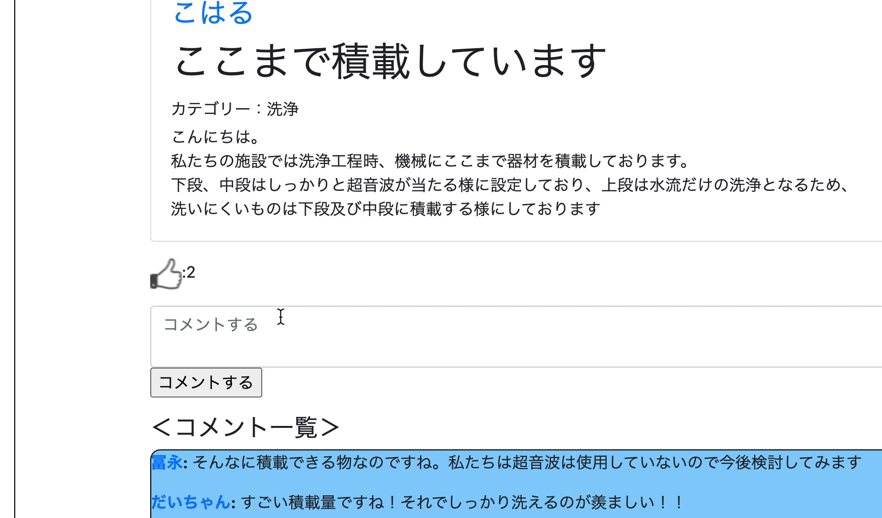 こはる
ここまで積載しています
カテゴリー：洗浄
こんにちは。
私たちの施設では洗浄工程時、機械にここまで器材を積載しております。
下段、中段はしっかりと超音波が当たる様に設定しており、上段は水流だけの洗浄となるため、
洗いにくいものは下段及び中段に積載する様にしております
:2
コメントする
コメントする
＜コメント一覧＞
冨永: そんなに積載できる物なのですね。私たちは超音波は使用していないので今後検討してみます
だいちゃん: すごい積載量ですね！それでしっかり洗えるのが羨ましい！！